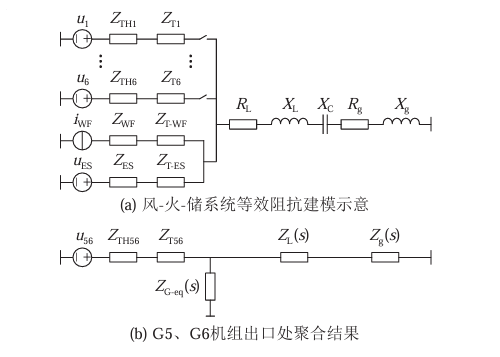 u1 ZTH1 ZT1
u6 ZTH6 ZT6 RL XL XC Rg Xg
iWF ZWF ZT-WF
uES ZES ZT-ES
(a) 风-火-储系统等效阻抗建模示意
u56 ZTH56 ZT56 ZL(s) Zg(s)
ZG-eq(s)
(b) G5、G6机组出口处聚合结果